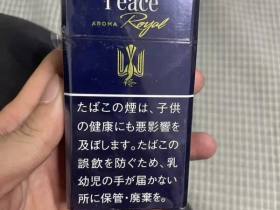 Peace
AROMA Royal
たばこの煙は、子供
の健康にも悪影響を
及ぼします。たばこの
誤飲を防ぐため、乳
幼児の手が届かない
所に保管・廃棄を。